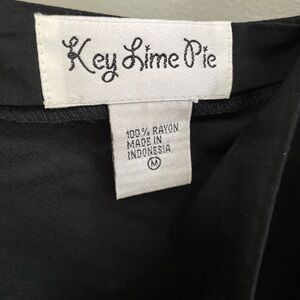 Key Lime Pie
100% RAYON
MADE IN
INDONESIA
M